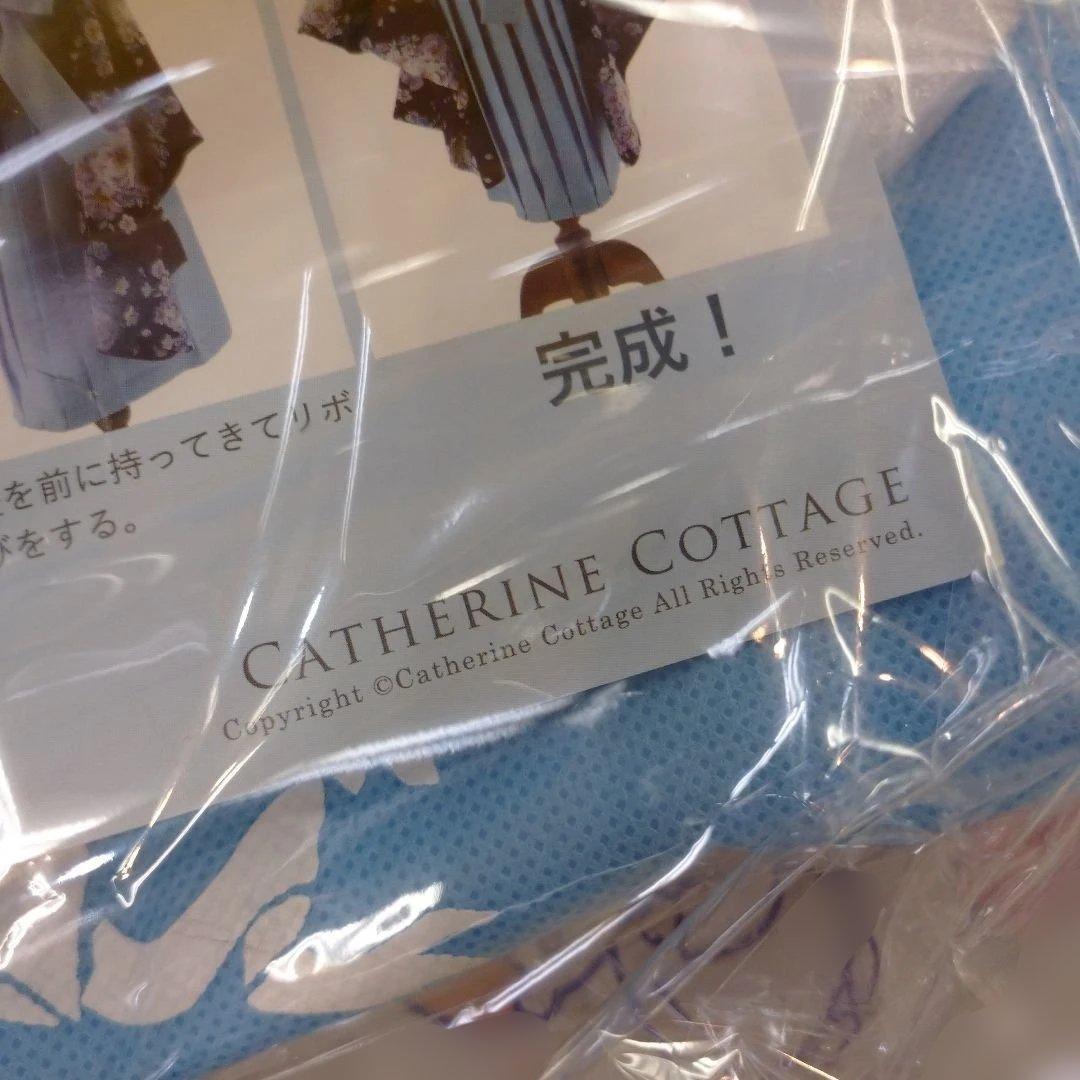 を前に持ってきてリボ
びをする。
完成！
CATHERINE COTTAGE
Copyright ©Catherine Cottage All Rights Reserved.